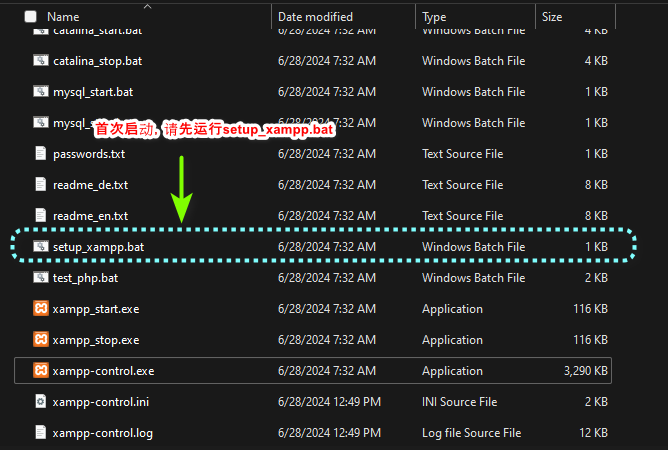 Name Date modified Type Size
catalina_start.bat 6/28/2024 7:32 AM Windows Batch File 4 KB
catalina_stop.bat 6/28/2024 7:32 AM Windows Batch File 4 KB
mysql_start.bat 6/28/2024 7:32 AM Windows Batch File 1 KB
mysql_s 6/28/2024 7:32 AM Windows Batch File 1 KB
首次启动, 请先运行setup_xampp.bat
passwords.txt 6/28/2024 7:32 AM Text Source File 1 KB
readme_de.txt 6/28/2024 7:32 AM Text Source File 8 KB
readme_en.txt 6/28/2024 7:32 AM Text Source File 8 KB
setup_xampp.bat 6/28/2024 7:32 AM Windows Batch File 1 KB
test_php.bat 6/28/2024 7:32 AM Windows Batch File 2 KB
xampp_start.exe 6/28/2024 7:32 AM Application 116 KB
xampp_stop.exe 6/28/2024 7:32 AM Application 116 KB
xampp-control.exe 6/28/2024 7:32 AM Application 3,290 KB
xampp-control.ini 6/28/2024 12:49 PM INI Source File 2 KB
xampp-control.log 6/28/2024 12:49 PM Log file Source File 12 KB